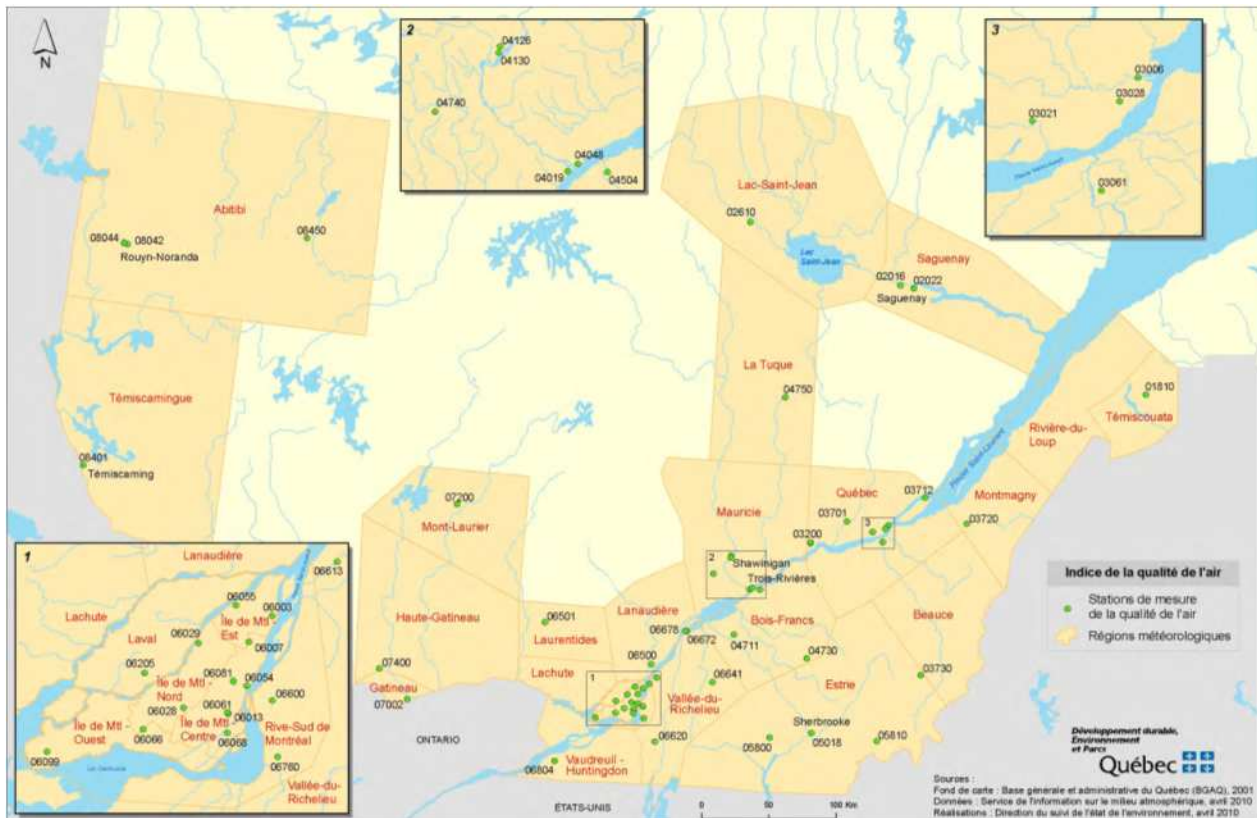 N
2
04126
04130
04740
04048
04019
04504
3
03006
03028
03021
03061
Abitibi
08044
08042
Rouyn-Noranda
08450
Lac-Saint-Jean
02610
Lac
Saint-Jean
Saguenay
02016
02022
Saguenay
La Tuque
04750
Témiscamingue
08401
Témiscaming
01810
Témiscouata
Rivière-du-
Loup
Fleuve Saint-Laurent
Montmagny
03712
03720
Québec
03701
3
03200
Mauricie
2
Shawinigan
Trois-Rivières
07200
Mont-Laurier
Haute-Gatineau
07400
Gatineau
07002
06501
Laurentides
Lanaudière
06678
06672
Bois-Francs
04711
04730
Beauce
03730
Lachute
06500
1
06641
Vallée-du-
Richelieu
Estrie
Sherbrooke
05800
05018
05810
06620
Vaudreuil -
Huntingdon
06804
ONTARIO
ÉTATS-UNIS
1
Lanaudière
06613
Lachute
06055
06003
Île de Mtl -
Est
Laval
06029
06007
06205
06081
06054
Île de Mtl -
Nord
06600
06028
06061
06013
Île de Mtl -
Ouest
Île de Mtl -
Centre
Rive-Sud de
Montréal
06066
06068
06099
06760
Vallée-du-
Richelieu
Indice de la qualité de l'air
Stations de mesure
de la qualité de l'air
Régions météorologiques
Développement durable,
Environnement
et Parcs
Québec
0 50 100 Km
Sources :
Fond de carte : Base générale et administrative du Québec (BGAQ), 2001
Données : Service de l'information sur le milieu atmosphérique, avril 2010
Réalisations : Direction du suivi de l'état de l'environnement, avril 2010